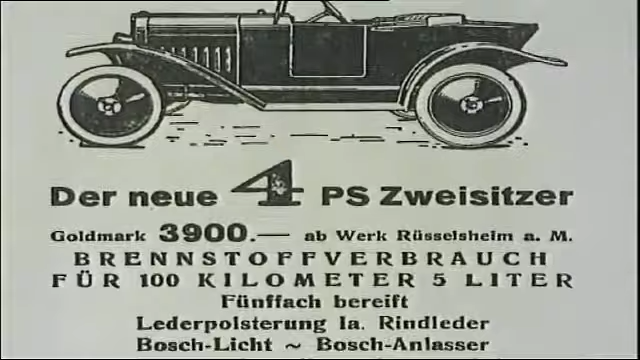 Der neue 4 PS Zweisitzer
Goldmark 3900.— ab Werk Rüsselsheim a. M.
BRENNSTOFFVERBRAUCH
FÜR 100 KILOMETER 5 LITER
Fünffach bereift
Lederpolsterung Ia. Rindleder
Bosch-Licht ~ Bosch-Anlasser